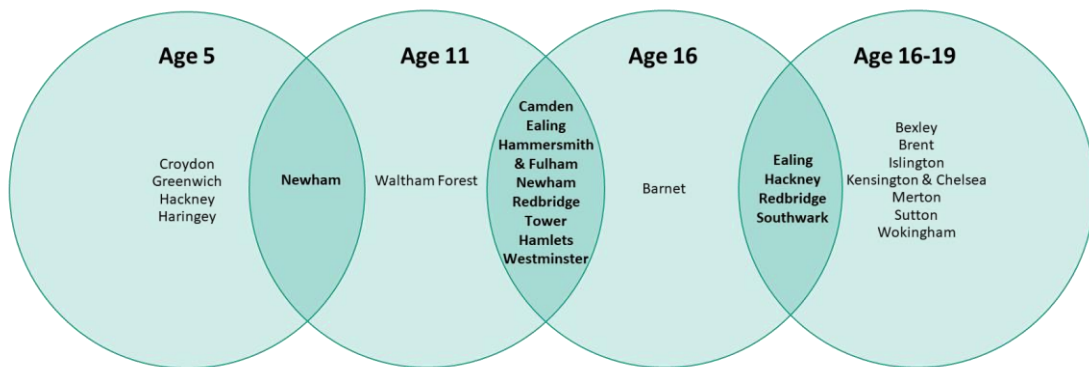 Age 5
Age 11
Age 16
Age 16-19
Croydon
Greenwich
Hackney
Haringey
Newham
Waltham Forest
Camden
Ealing
Hammersmith
& Fulham
Newham
Redbridge
Tower
Hamlets
Westminster
Barnet
Ealing
Hackney
Redbridge
Southwark
Bexley
Brent
Islington
Kensington & Chelsea
Merton
Sutton
Wokingham